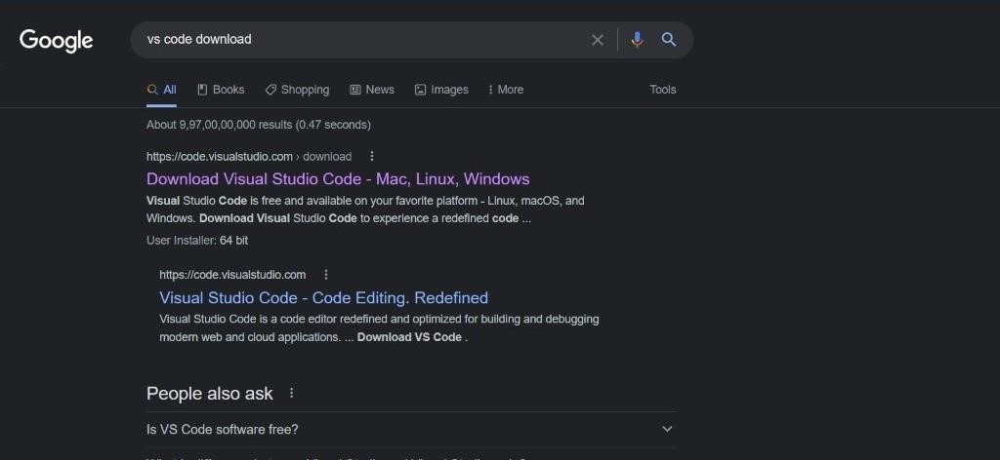 Google
vs code download
All Books Shopping News Images More Tools
About 9,97,00,00,000 results (0.47 seconds)
https://code.visualstudio.com › download
Download Visual Studio Code - Mac, Linux, Windows
Visual Studio Code is free and available on your favorite platform - Linux, macOS, and
Windows. Download Visual Studio Code to experience a redefined code ...
User Installer: 64 bit
https://code.visualstudio.com
Visual Studio Code - Code Editing. Redefined
Visual Studio Code is a code editor redefined and optimized for building and debugging
modern web and cloud applications. ... Download VS Code .
People also ask
Is VS Code software free?